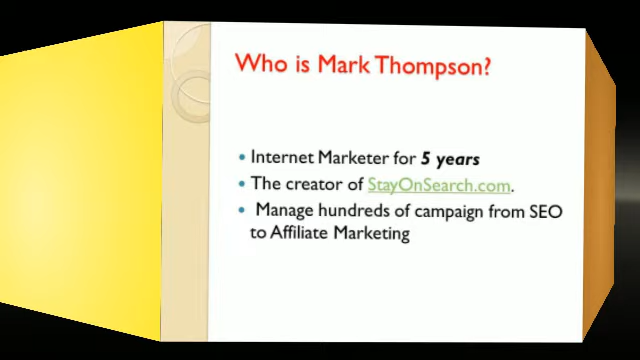 Who is Mark Thompson?
• Internet Marketer for 5 years
• The creator of StayOnSearch.com.
• Manage hundreds of campaign from SEO
to Affiliate Marketing